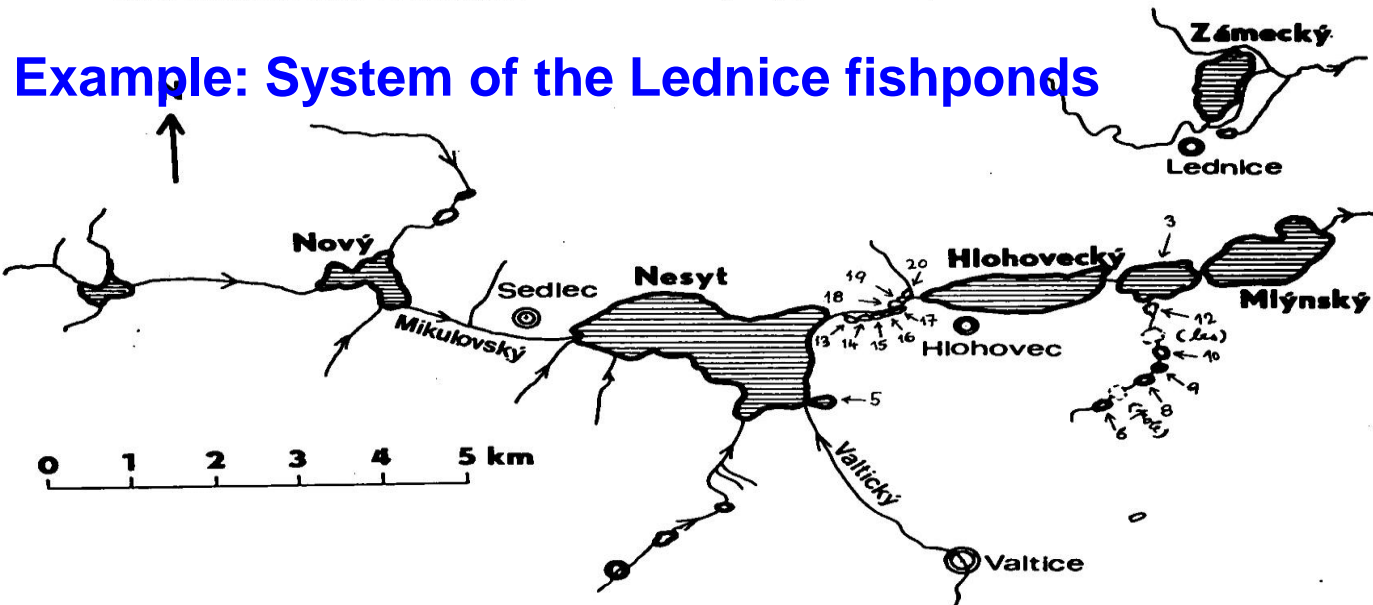 Example: System of the Lednice fishponds
Zámecký
Lednice
N
Nový
Sedlec
Mikulovský
Nesyt
Hlohovecký
Hlohovec
Mlýnský
3
20
19
18
17
16
15
14
13
12
(les)
10
9
8
6
5
Valtický
Valtice
0 1 2 3 4 5 km